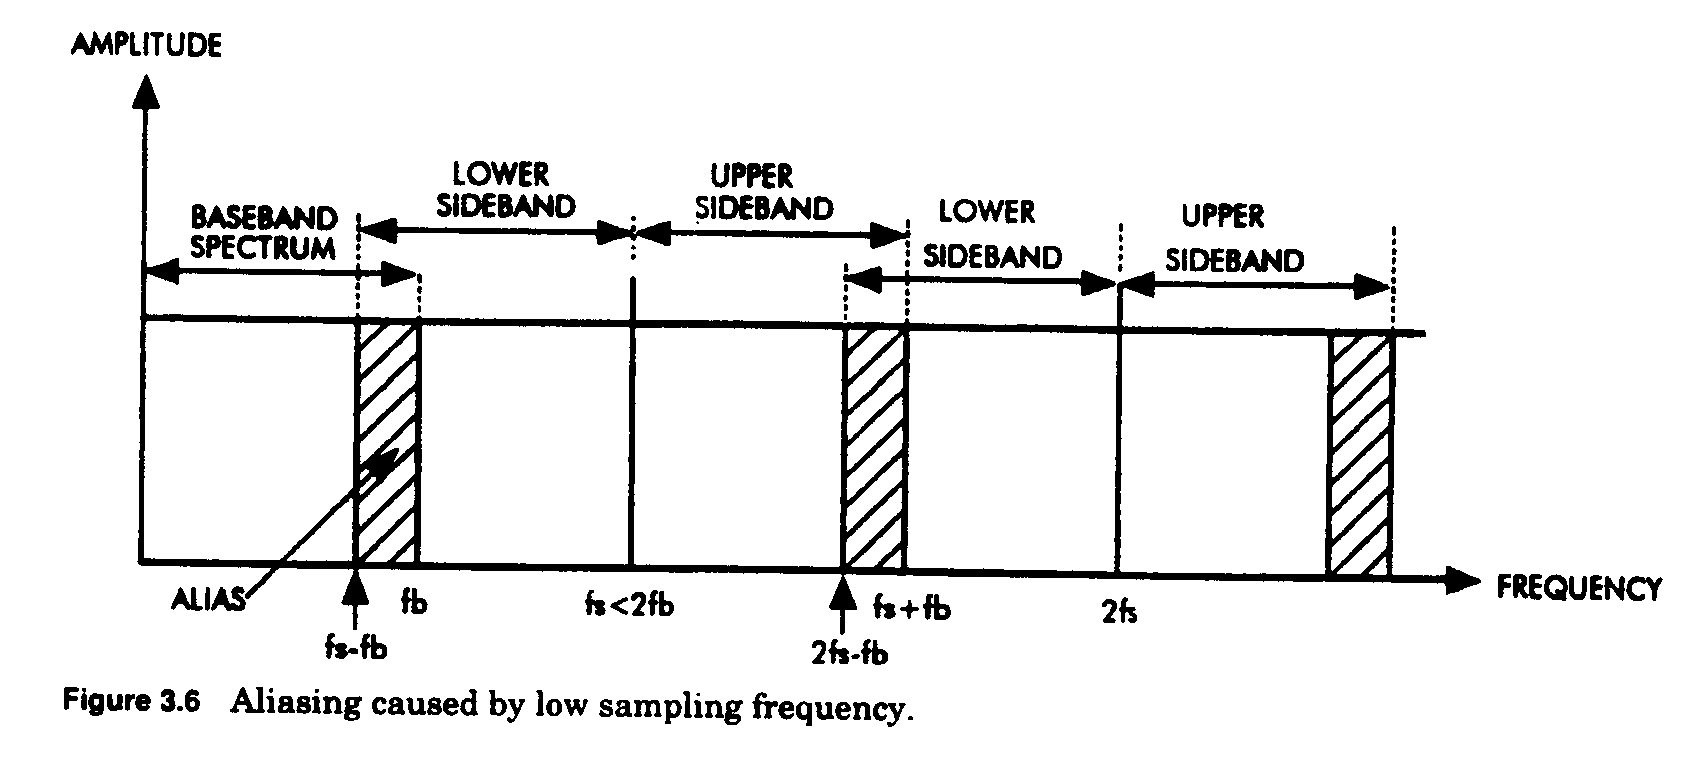 AMPLITUDE
LOWER
SIDEBAND
UPPER
SIDEBAND
LOWER
SIDEBAND
UPPER
SIDEBAND
BASEBAND
SPECTRUM
ALIAS
fb
fs<2fb
fs+fb
2fs
FREQUENCY
fs-fb
2fs-fb
Figure 3.6 Aliasing caused by low sampling frequency.